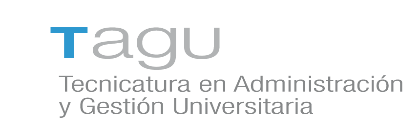 Tagu
Tecnicatura en Administración
y Gestión Universitaria